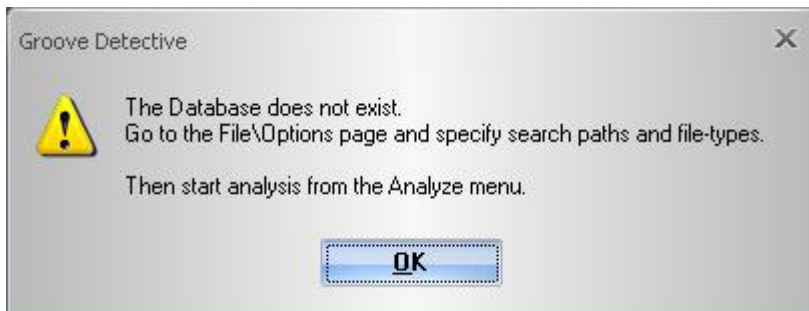 Groove Detective
The Database does not exist.
Go to the File\Options page and specify search paths and file-types.
Then start analysis from the Analyze menu.
OK